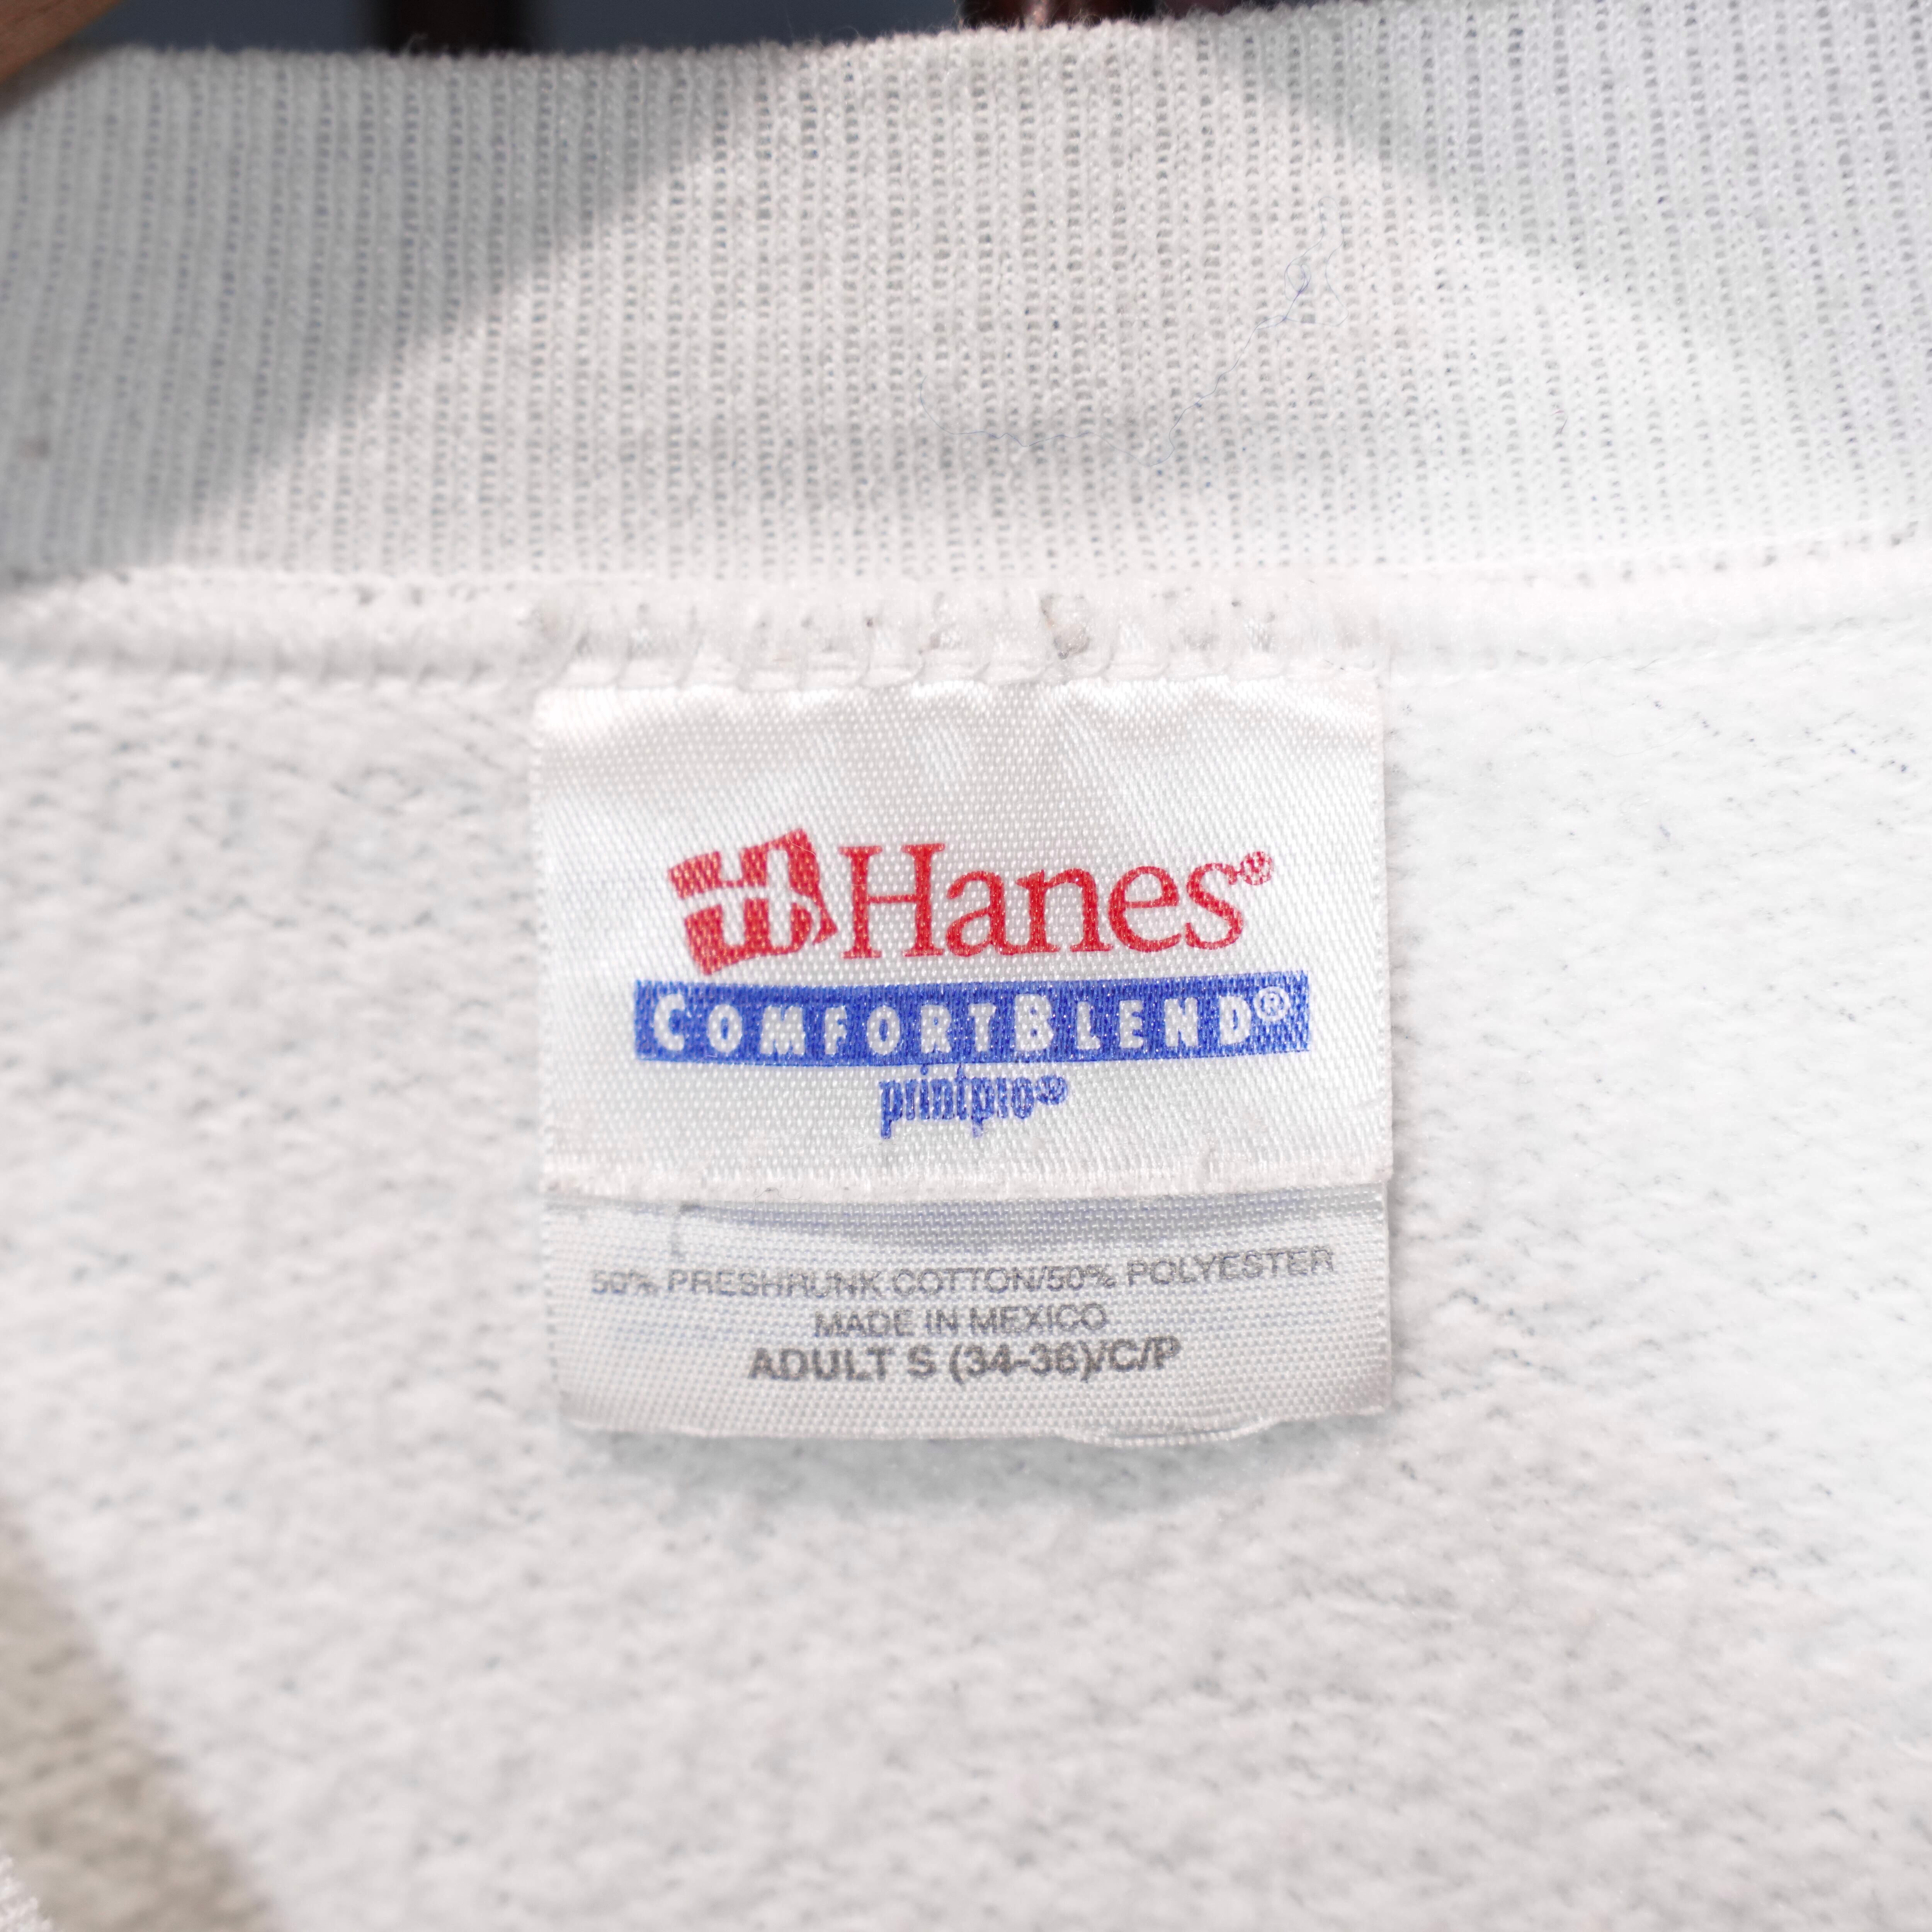 Hanes®
COMFORTBLEND®
printpro®
50% PRESHRUNK COTTON/50% POLYESTER
MADE IN MEXICO
ADULT S (34-36)/C/P